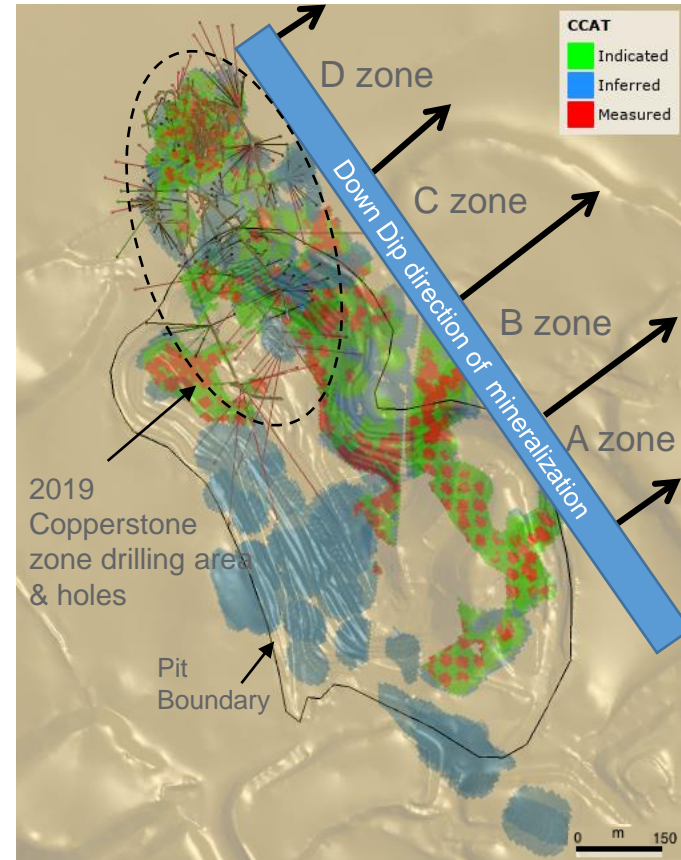 CCAT
Indicated
Inferred
Measured
D zone
C zone
B zone
A zone
Down Dip direction of mineralization
2019
Copperstone
zone drilling area
& holes
Pit
Boundary
0 m 150